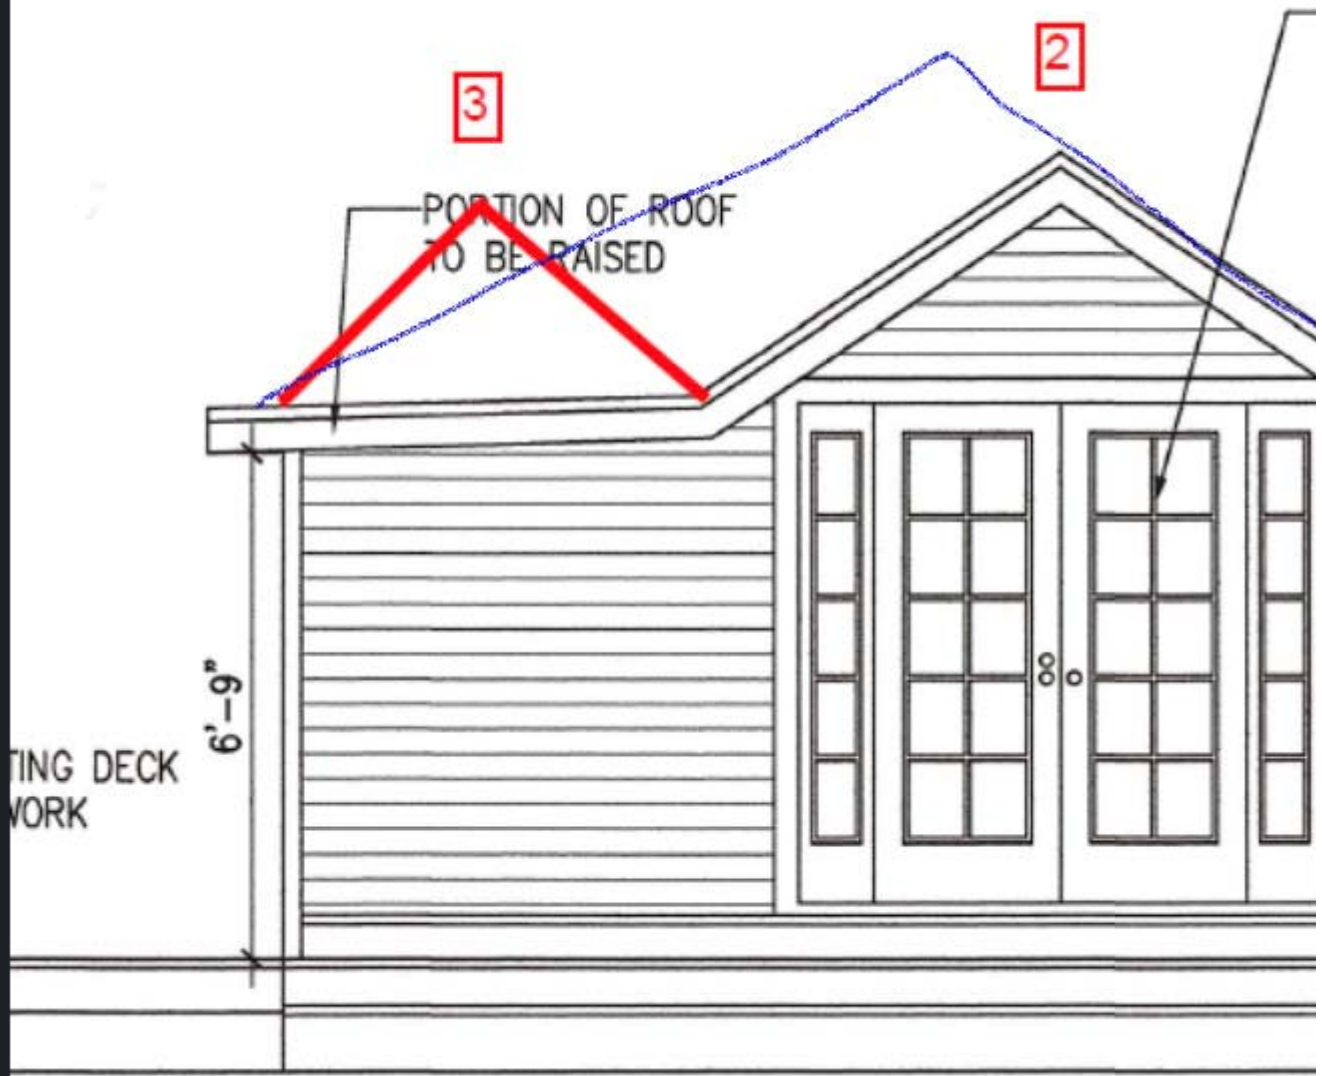 2
3
PORTION OF ROOF
TO BE RAISED
6'-9"
TING DECK
WORK